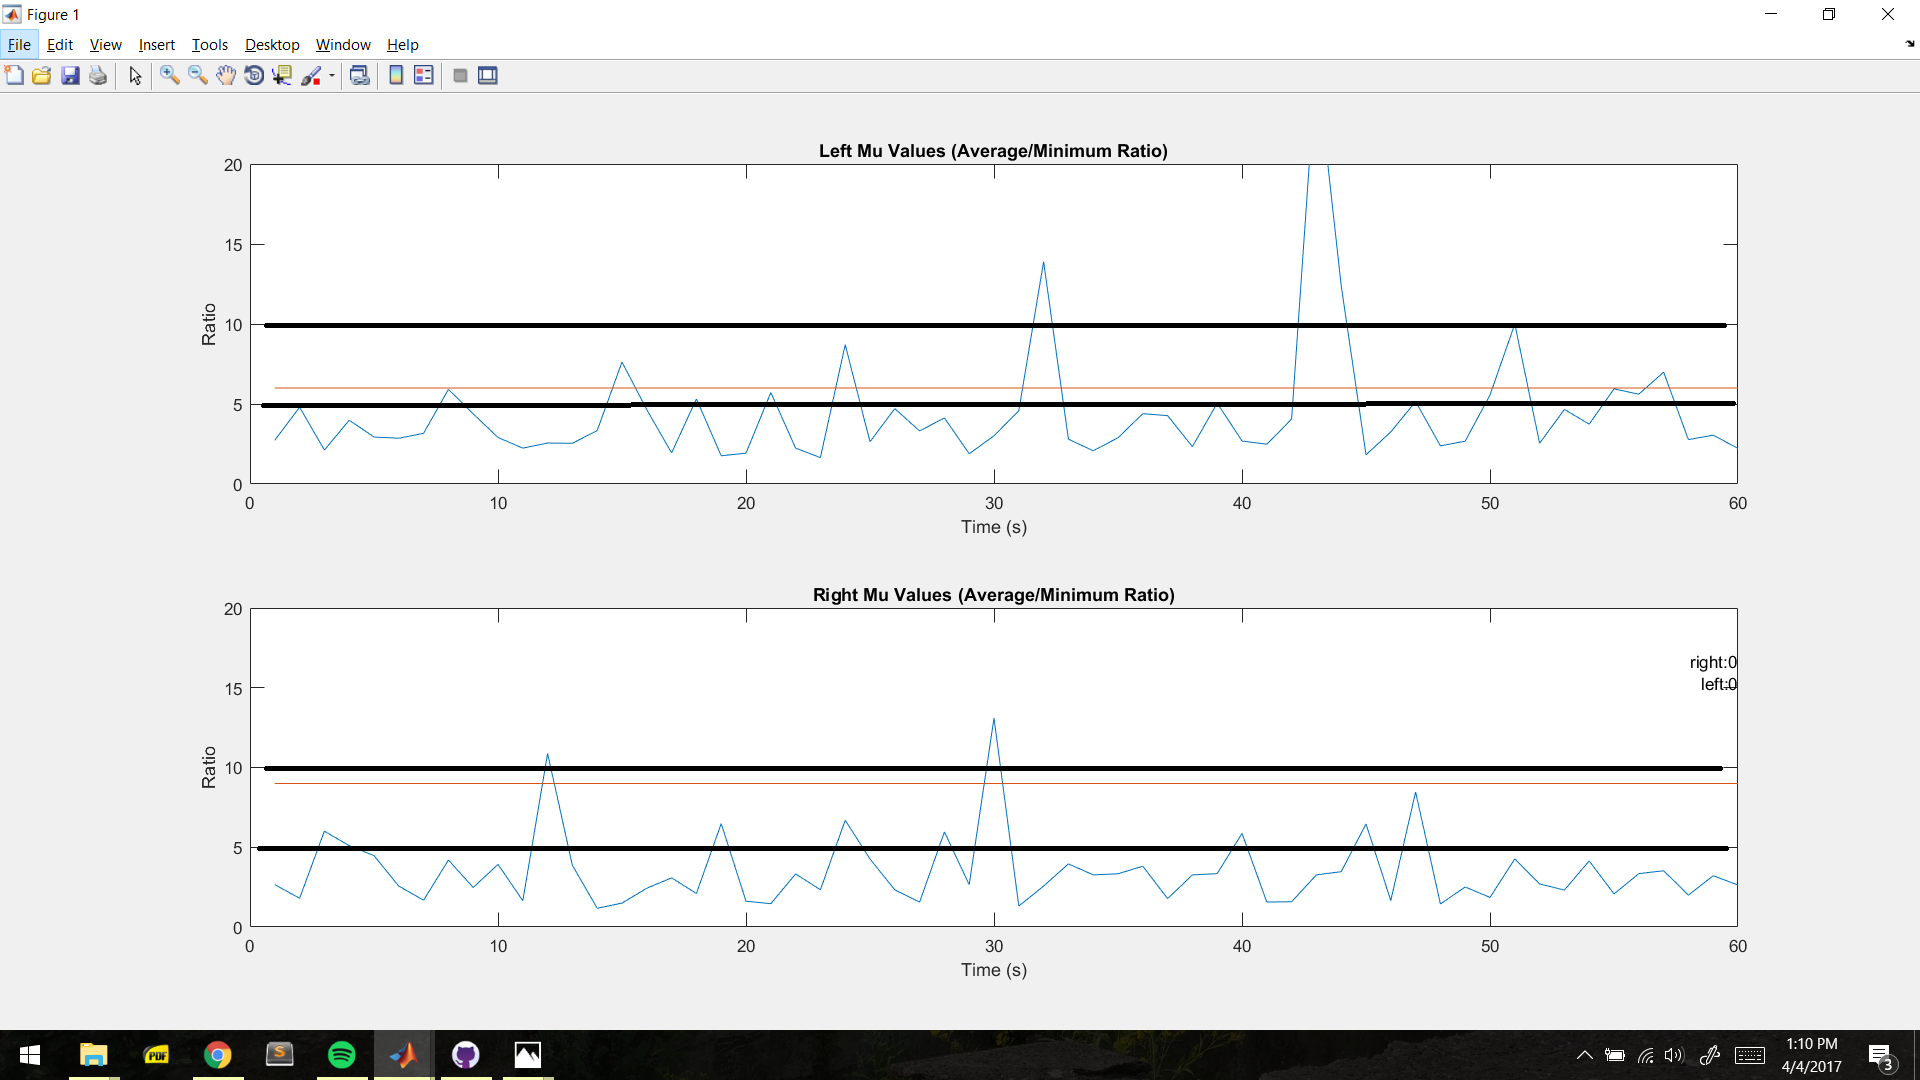 Figure 1
File Edit View Insert Tools Desktop Window Help
Left Mu Values (Average/Minimum Ratio)
20
15
10
5
0
Ratio
0 10 20 30 40 50 60
Time (s)
Right Mu Values (Average/Minimum Ratio)
20
15
10
5
0
Ratio
right:0
left:0
0 10 20 30 40 50 60
Time (s)
PDF
S
1:10 PM
4/4/2017
3